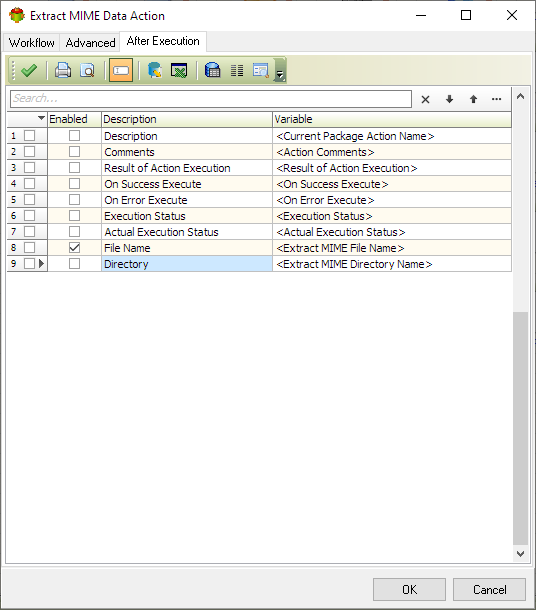 Extract MIME Data Action
Workflow Advanced After Execution
Search...
Enabled Description Variable
1 Description <Current Package Action Name>
2 Comments <Action Comments>
3 Result of Action Execution <Result of Action Execution>
4 On Success Execute <On Success Execute>
5 On Error Execute <On Error Execute>
6 Execution Status <Execution Status>
7 Actual Execution Status <Actual Execution Status>
8 File Name <Extract MIME File Name>
9 Directory <Extract MIME Directory Name>
OK Cancel